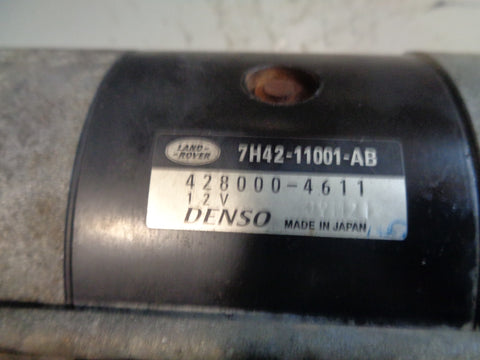 LAND-
-ROVER
7H42-11001-AB
428000-4611
12V
DENSO MADE IN JAPAN